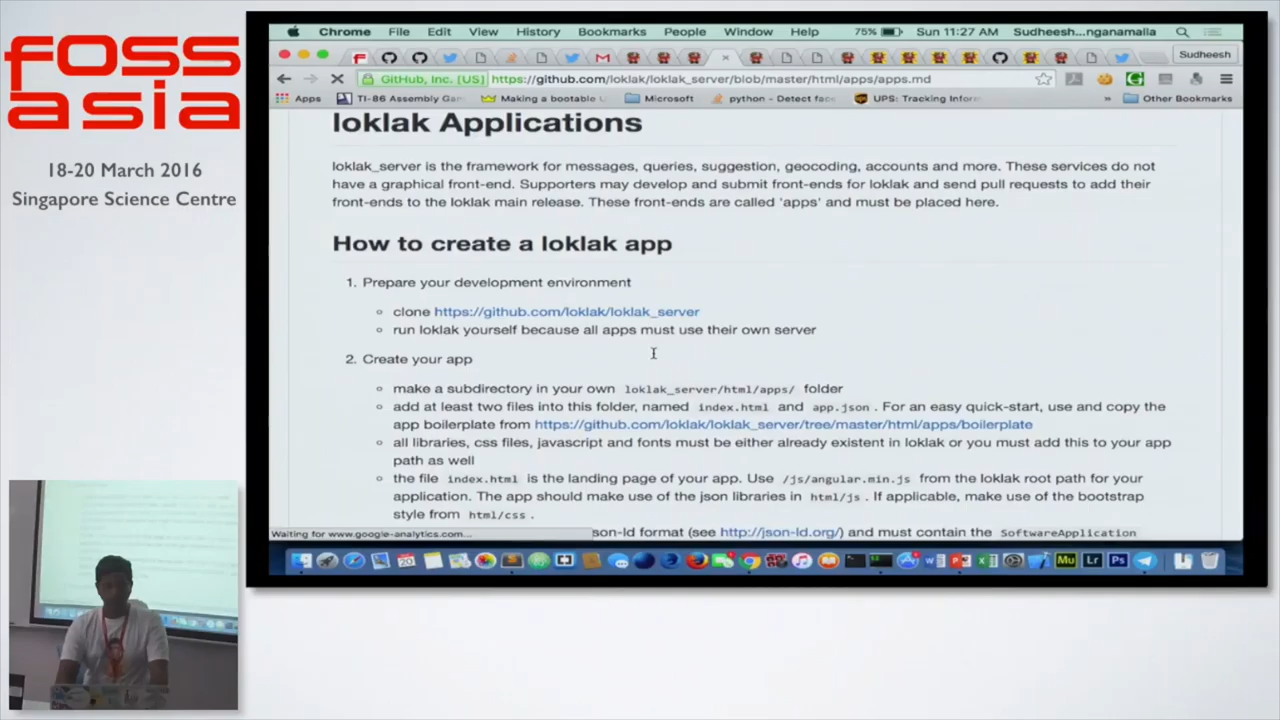 foss
asia
18-20 March 2016
Singapore Science Centre
Chrome File Edit View History Bookmarks People Window Help 75% Sun 11:27 AM Sudheesh...nganamalla
Sudheesh
GitHub, Inc. [US] https://github.com/loklak/loklak_server/blob/master/html/apps/apps.md
Apps TI-86 Assembly Gam Making a bootable U Microsoft python - Detect face UPS: Tracking Inform » Other Bookmarks
loklak Applications
loklak_server is the framework for messages, queries, suggestion, geocoding, accounts and more. These services do not
have a graphical front-end. Supporters may develop and submit front-ends for loklak and send pull requests to add their
front-ends to the loklak main release. These front-ends are called 'apps' and must be placed here.
How to create a loklak app
1. Prepare your development environment
clone https://github.com/loklak/loklak_server
run loklak yourself because all apps must use their own server
2. Create your app
make a subdirectory in your own loklak_server/html/apps/ folder
add at least two files into this folder, named index.html and app.json . For an easy quick-start, use and copy the
app boilerplate from https://github.com/loklak/loklak_server/tree/master/html/apps/boilerplate
all libraries, css files, javascript and fonts must be either already existent in loklak or you must add this to your app
path as well
the file index.html is the landing page of your app. Use /js/angular.min.js from the loklak root path for your
application. The app should make use of the json libraries in html/js . If applicable, make use of the bootstrap
style from html/css .
Waiting for www.google-analytics.com... son-ld format (see http://json-ld.org/) and must contain the SoftwareApplication
Mu Lr Ps